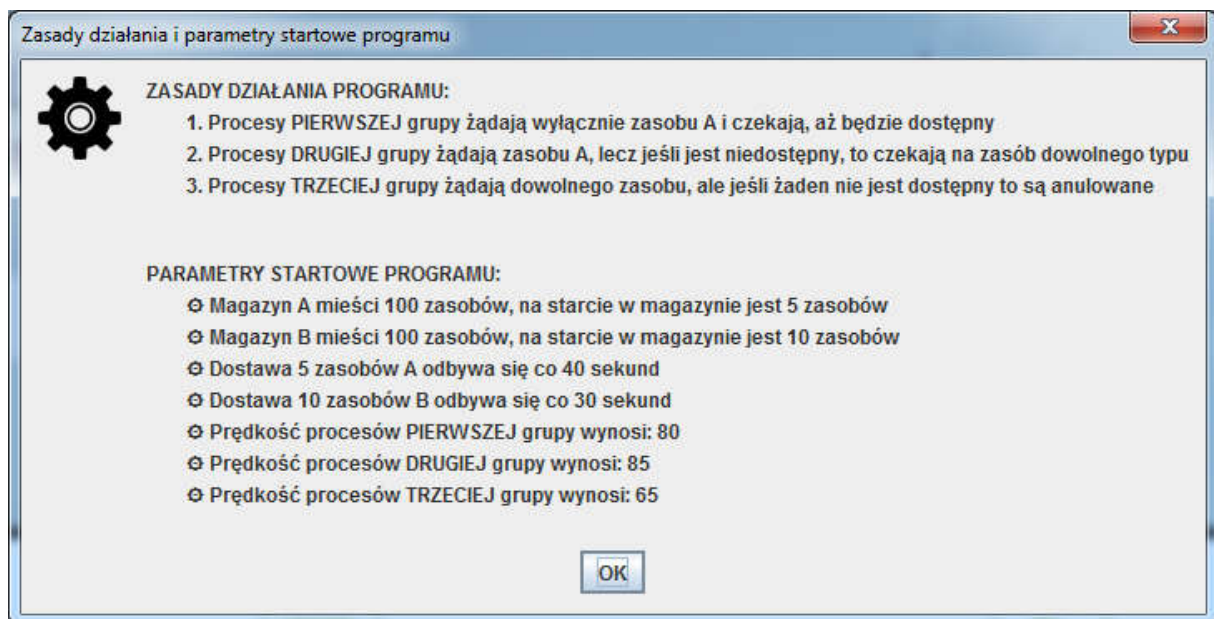 Zasady działania i parametry startowe programu
ZASADY DZIAŁANIA PROGRAMU:
1. Procesy PIERWSZEJ grupy żądają wyłącznie zasobu A i czekają, aż będzie dostępny
2. Procesy DRUGIEJ grupy żądają zasobu A, lecz jeśli jest niedostępny, to czekają na zasób dowolnego typu
3. Procesy TRZECIEJ grupy żądają dowolnego zasobu, ale jeśli żaden nie jest dostępny to są anulowane
PARAMETRY STARTOWE PROGRAMU:
Magazyn A mieści 100 zasobów, na starcie w magazynie jest 5 zasobów
Magazyn B mieści 100 zasobów, na starcie w magazynie jest 10 zasobów
Dostawa 5 zasobów A odbywa się co 40 sekund
Dostawa 10 zasobów B odbywa się co 30 sekund
Prędkość procesów PIERWSZEJ grupy wynosi: 80
Prędkość procesów DRUGIEJ grupy wynosi: 85
Prędkość procesów TRZECIEJ grupy wynosi: 65
OK